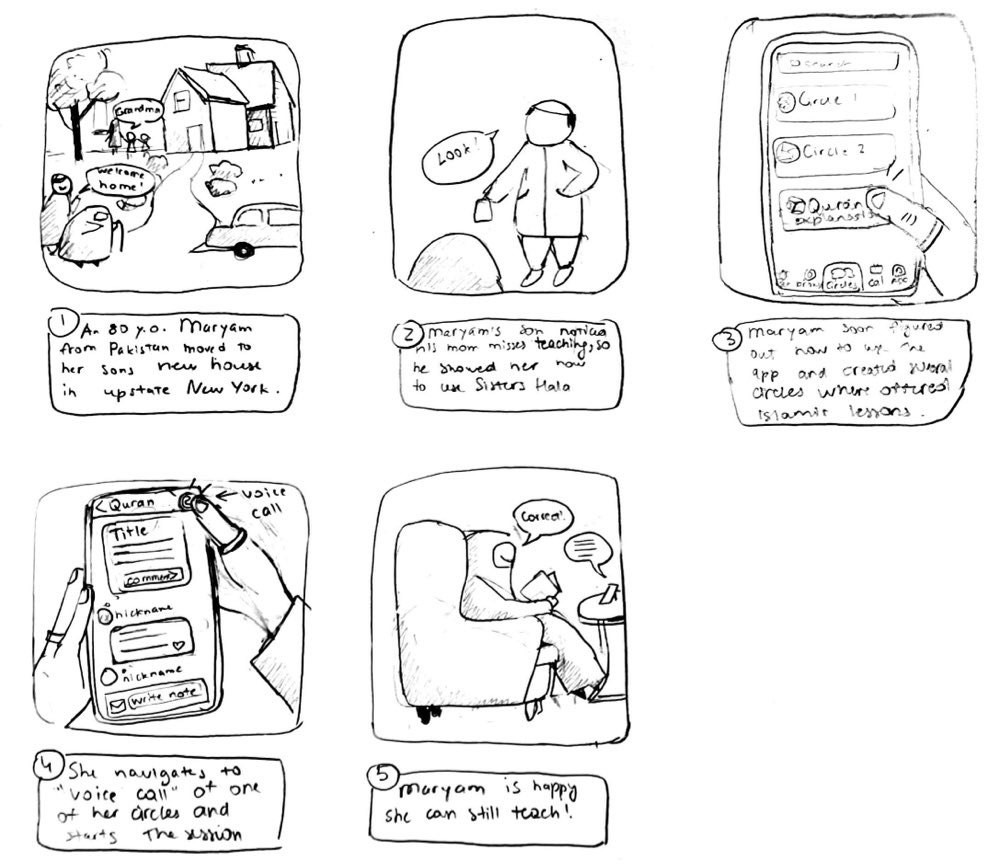 Grandma
Welcome
home!
1
An 80 y.o. Maryam
from Pakistan moved to
her sons new house
in upstate New York.
Look!
2
Maryam's son notices
his mom misses teaching, so
he showed her how
to use Sisters Hala
search
Circle 1
Circle 2
Quran
Circles
cal
3
Maryam soon figured
out how to use the
app and created several
circles where offered
islamic lessons.
< Quran
voice
call
Title
comment >
nickname
nickname
write note
4
She navigates to
"voice call" of one
of her circles and
starts the session
Correct!
5
Maryam is happy
she can still teach!